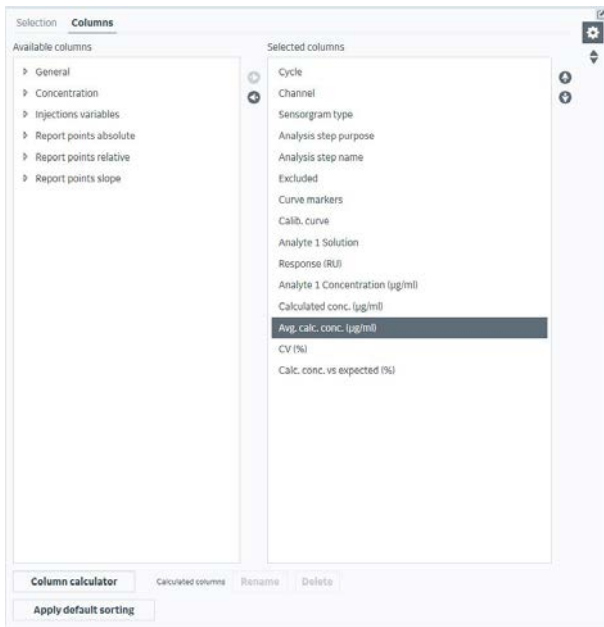 Selection Columns
Available columns
General
Concentration
Injections variables
Report points absolute
Report points relative
Report points slope
Selected columns
Cycle
Channel
Sensorgram type
Analysis step purpose
Analysis step name
Excluded
Curve markers
Calib. curve
Analyte 1 Solution
Response (RU)
Analyte 1 Concentration (µg/ml)
Calculated conc. (µg/ml)
Avg. calc. conc. (µg/ml)
CV (%)
Calc. conc. vs expected (%)
Column calculator Calculated columns Rename Delete
Apply default sorting